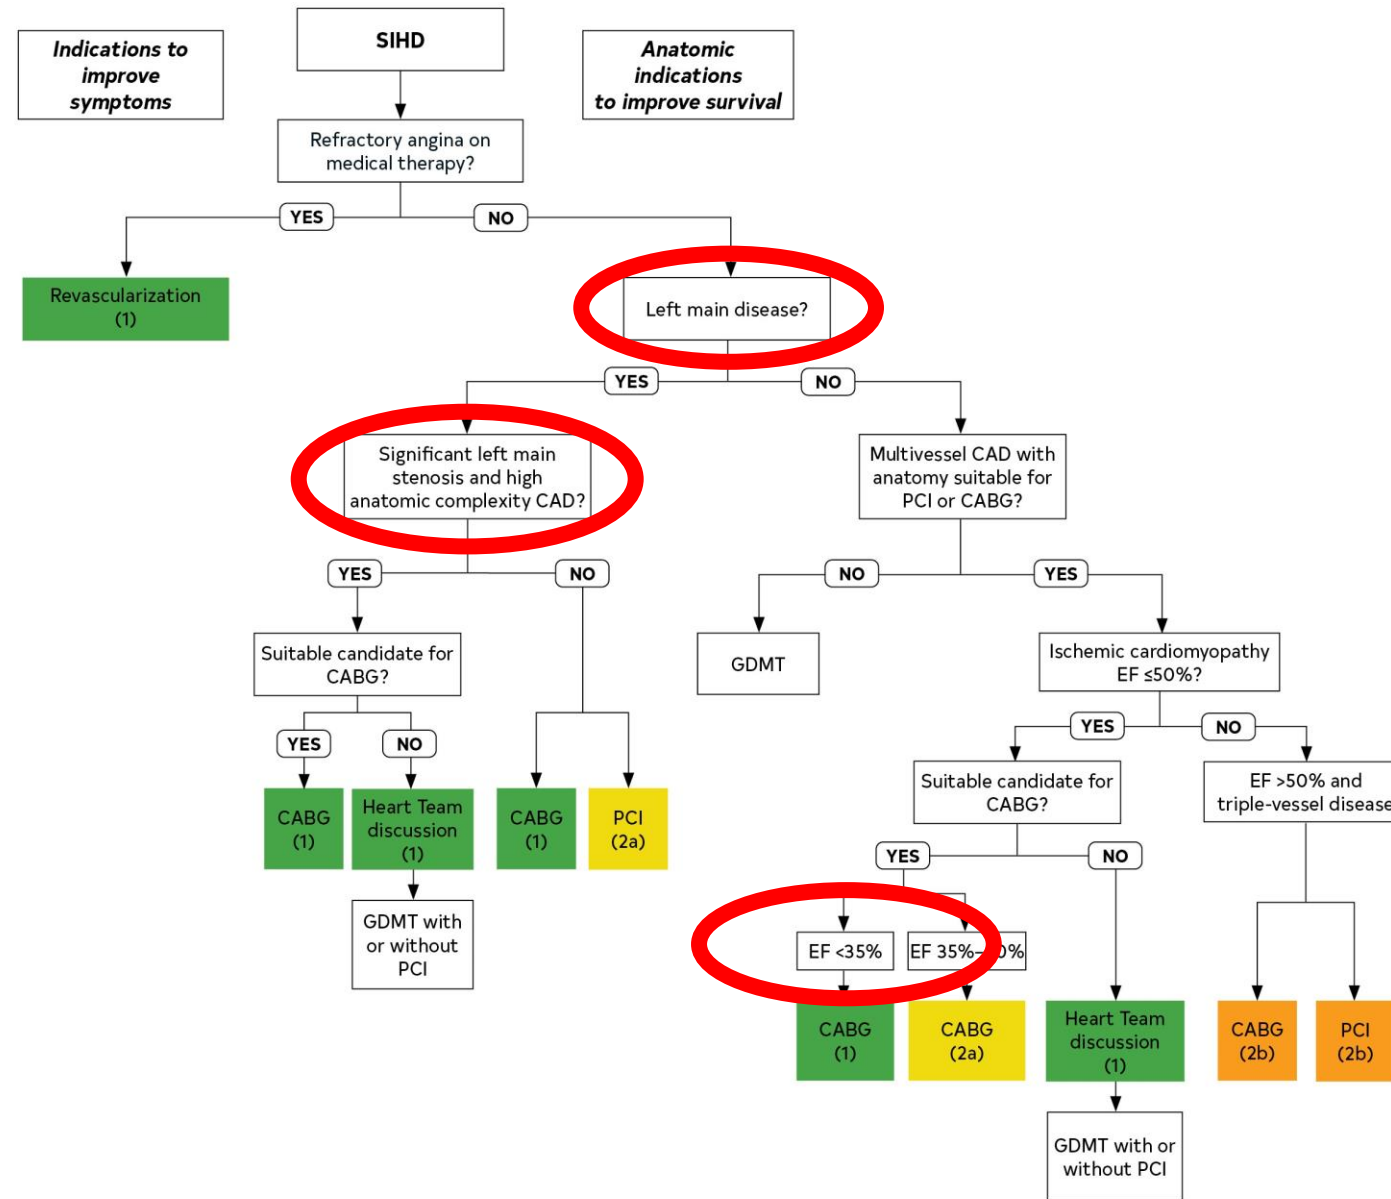 Indications to
improve
symptoms
SIHD
Anatomic
indications
to improve survival
Refractory angina on
medical therapy?
YES
NO
Revascularization
(1)
Left main disease?
YES
NO
Significant left main
stenosis and high
anatomic complexity CAD?
Multivessel CAD with
anatomy suitable for
PCI or CABG?
YES
NO
NO
YES
Suitable candidate for
CABG?
GDMT
Ischemic cardiomyopathy
EF ≤50%?
YES
NO
YES
NO
CABG
(1)
Heart Team
discussion
(1)
CABG
(1)
PCI
(2a)
Suitable candidate for
CABG?
EF >50% and
triple-vessel disease
YES
NO
GDMT with
or without
PCI
EF <35%
EF 35%
CABG
(1)
CABG
(2a)
Heart Team
discussion
(1)
CABG
(2b)
PCI
(2b)
GDMT with or
without PCI